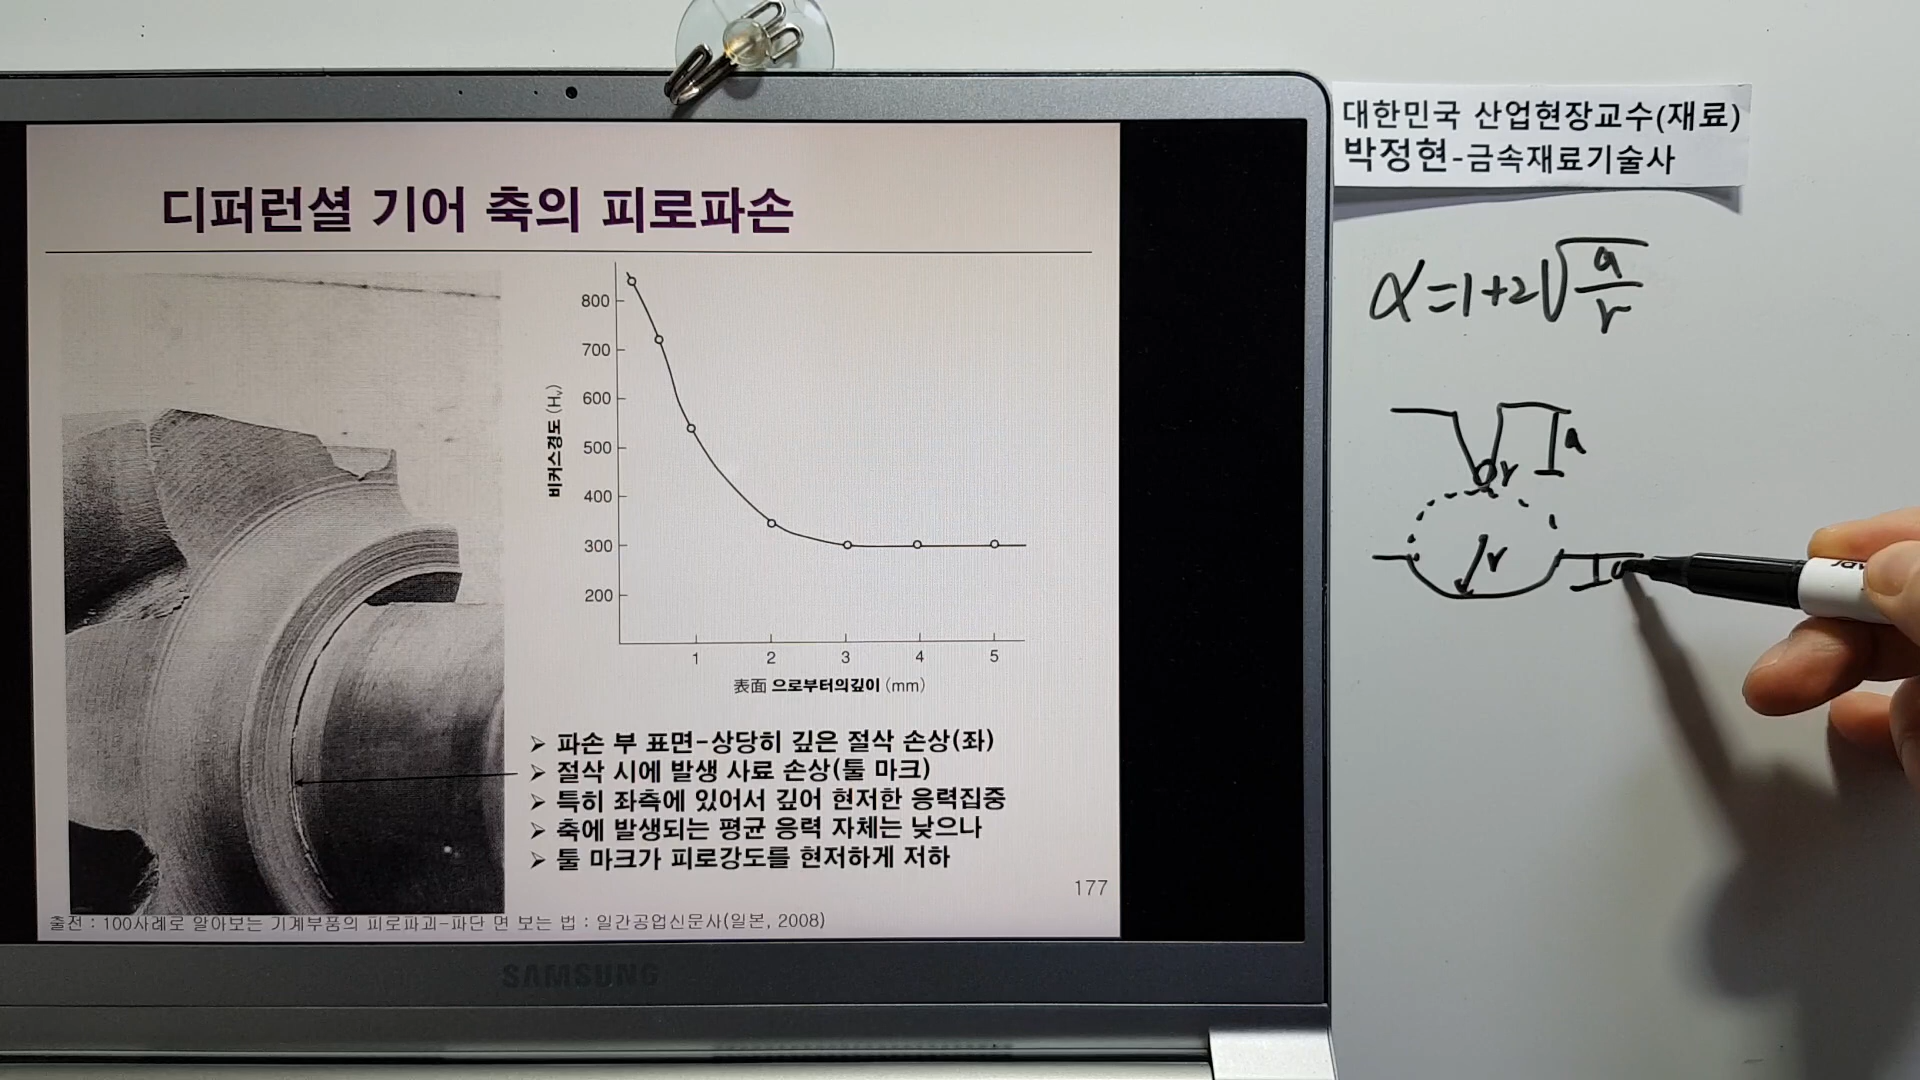 디퍼런셜 기어 축의 피로파손
비커스경도 (Hv)
800
700
600
500
400
300
200
1 2 3 4 5
表面 으로부터의깊이 (mm)
➢ 파손 부 표면-상당히 깊은 절삭 손상(좌)
➢ 절삭 시에 발생 사료 손상(툴 마크)
➢ 특히 좌측에 있어서 깊어 현저한 응력집중
➢ 축에 발생되는 평균 응력 자체는 낮으나
➢ 툴 마크가 피로강도를 현저하게 저하
177
출전 : 100사례로 알아보는 기계부품의 피로파괴-파단 면 보는 법 : 일간공업신문사(일본, 2008)
SAMSUNG
대한민국 산업현장교수(재료)
박정현-금속재료기술사
α=1+2√(a/r)
r
a
r
a